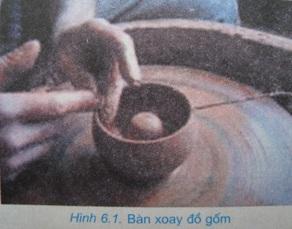 Hình 6.1. Bàn xoay đồ gốm